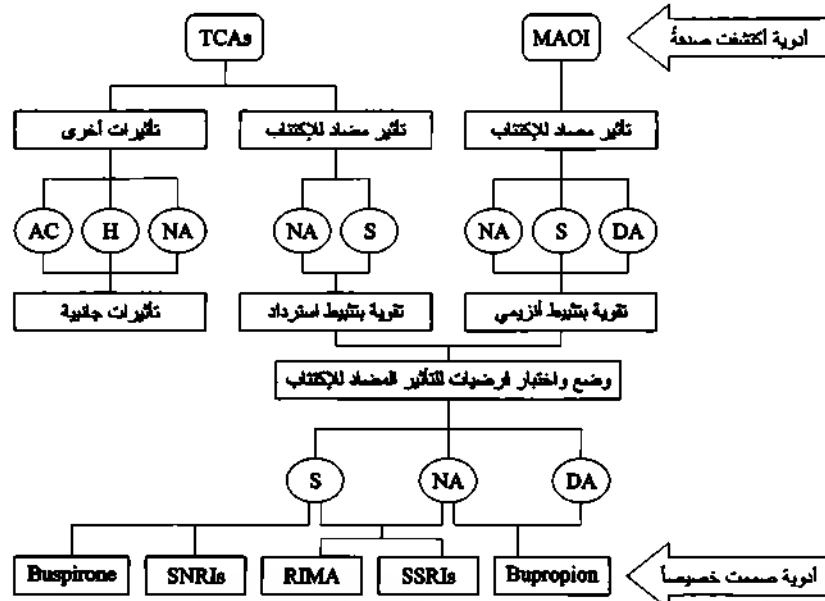 TCAs
MAOI
أدوية أكتشفت صدفةً
تأثيرات أخرى
تأثير مضاد للإكتئاب
تأثير مضاد للإكتئاب
AC
H
NA
NA
S
NA
S
DA
تأثيرات جانبية
تقوية بتثبيط استرداد
تقوية بتثبيط أنزيمي
وضع واختبار فرضيات للتأثير المضاد للإكتئاب
S
NA
DA
Buspirone
SNRIs
RIMA
SSRIs
Bupropion
أدوية صممت خصيصاً